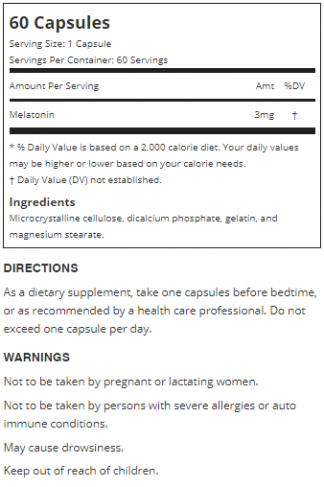 60 Capsules
Serving Size: 1 Capsule
Servings Per Container: 60 Servings
Amount Per Serving Amt %DV
Melatonin 3mg †
* % Daily Value is based on a 2,000 calorie diet. Your daily values
may be higher or lower based on your calorie needs.
† Daily Value (DV) not established.
Ingredients
Microcrystalline cellulose, dicalcium phosphate, gelatin, and
magnesium stearate.
DIRECTIONS
As a dietary supplement, take one capsules before bedtime,
or as recommended by a health care professional. Do not
exceed one capsule per day.
WARNINGS
Not to be taken by pregnant or lactating women.
Not to be taken by persons with severe allergies or auto
immune conditions.
May cause drowsiness.
Keep out of reach of children.